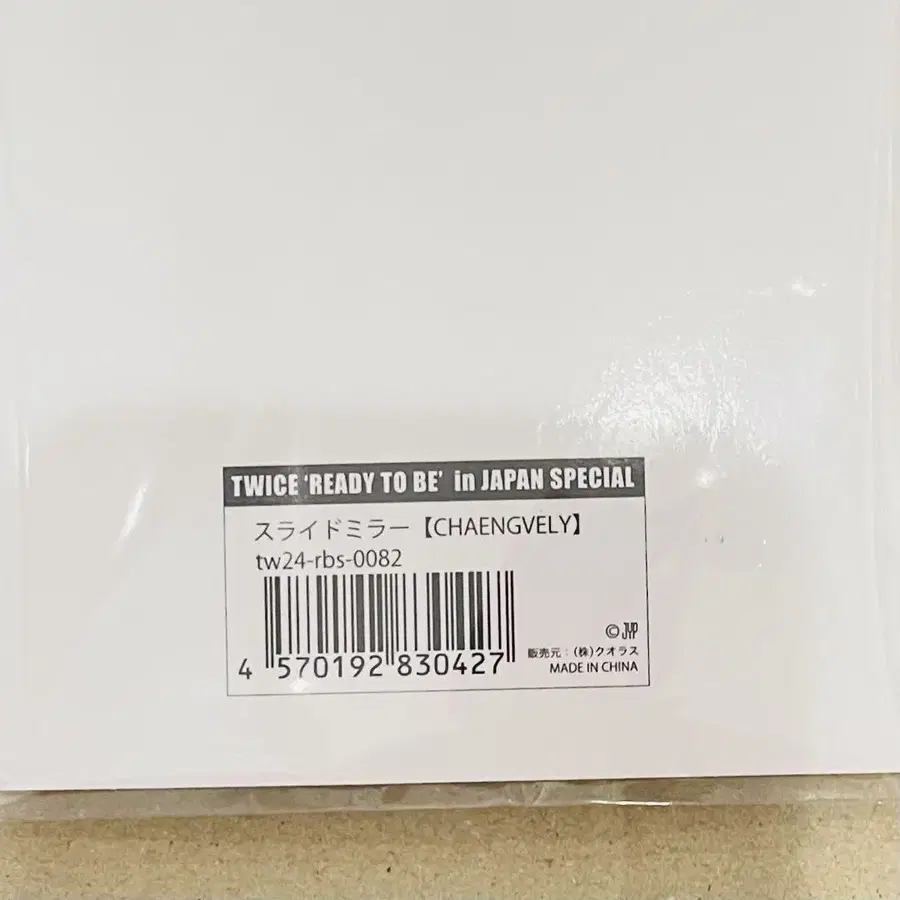 TWICE ‘READY TO BE’ in JAPAN SPECIAL
スライドミラー【CHAENGVELY】
tw24-rbs-0082
4 570192 830427
© JYP
販売元：(株)クオラス
MADE IN CHINA